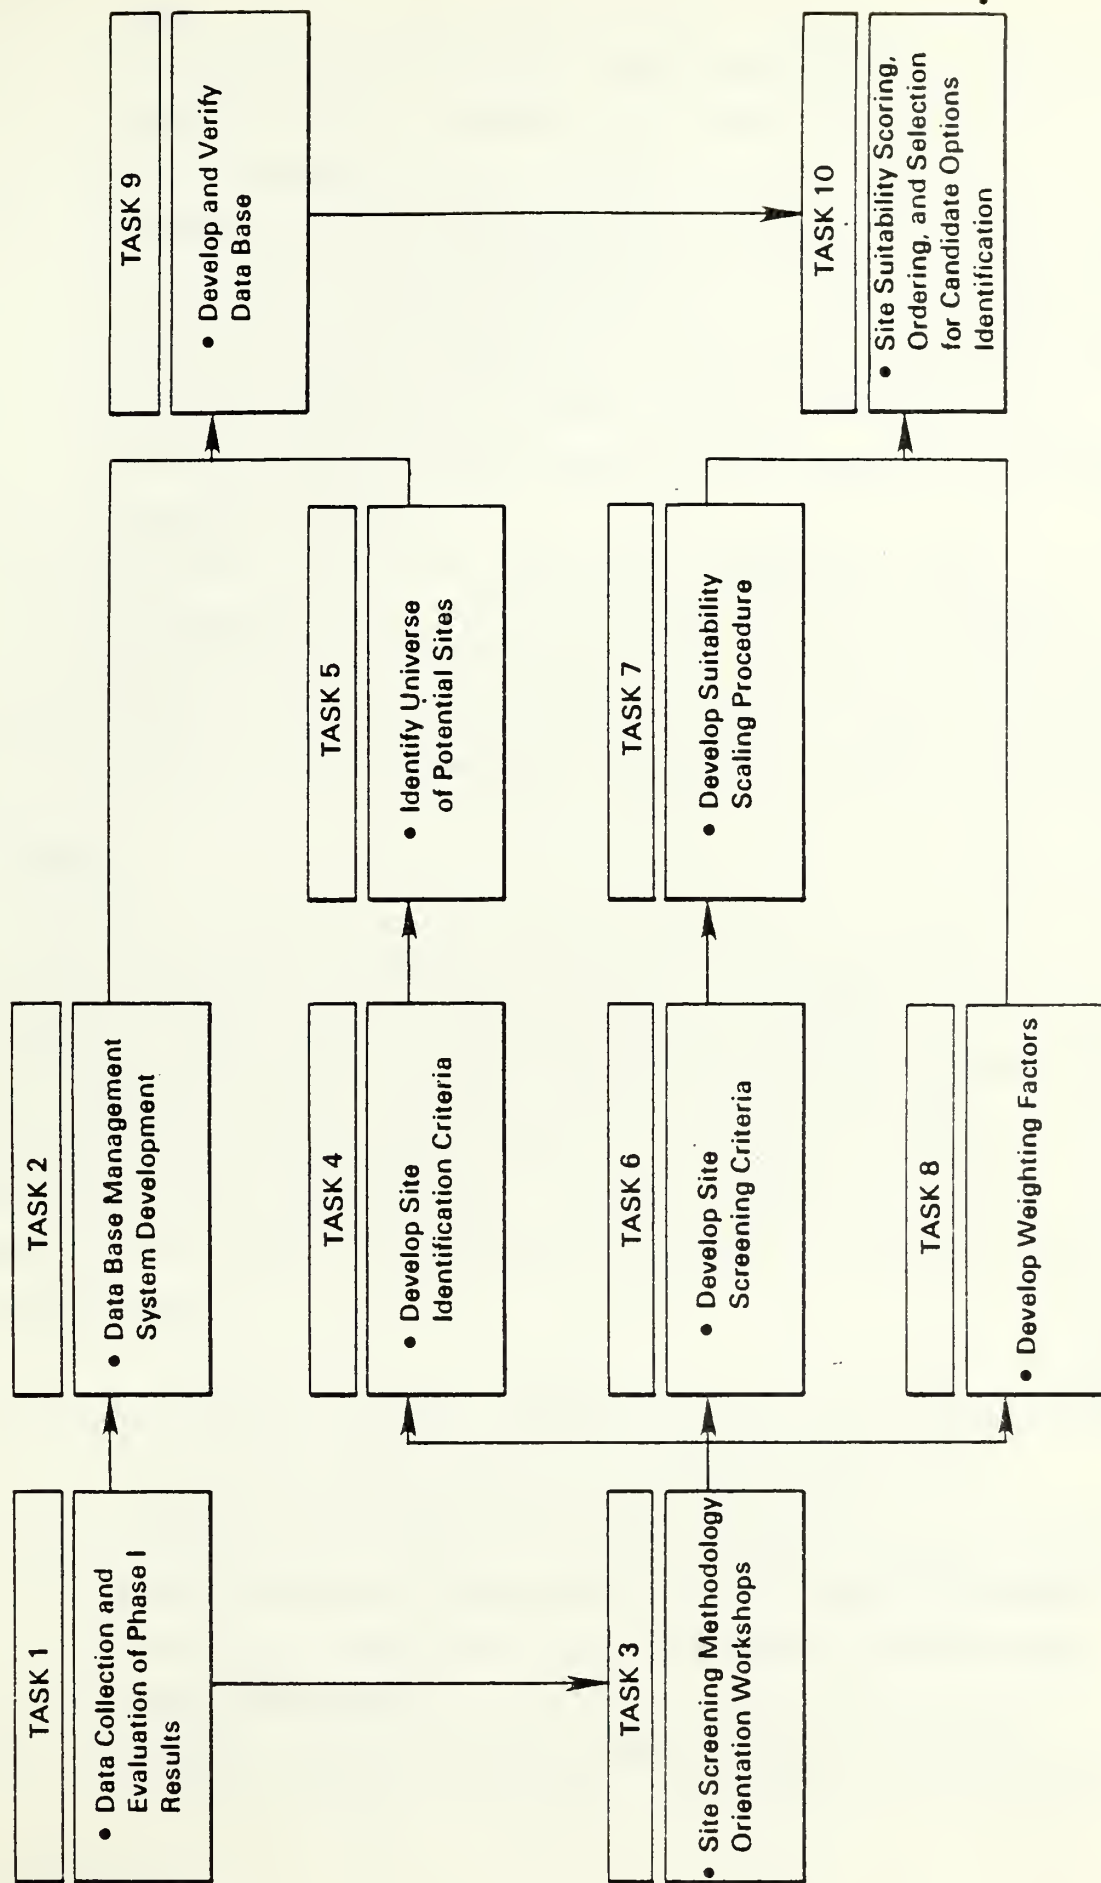 TASK 1
• Data Collection and
Evaluation of Phase I
Results
TASK 2
• Data Base Management
System Development
TASK 3
• Site Screening Methodology
Orientation Workshops
TASK 4
• Develop Site
Identification Criteria
TASK 5
• Identify Universe
of Potential Sites
TASK 6
• Develop Site
Screening Criteria
TASK 7
• Develop Suitability
Scaling Procedure
TASK 8
• Develop Weighting Factors
TASK 9
• Develop and Verify
Data Base
TASK 10
• Site Suitability Scoring,
Ordering, and Selection
for Candidate Options
Identification